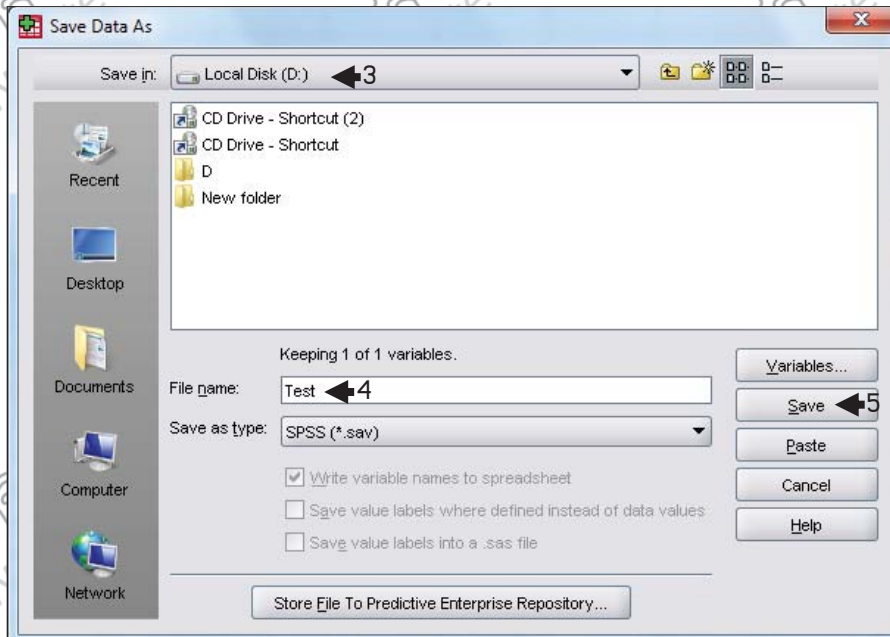 Save Data As
Save in: Local Disk (D:) 3
CD Drive - Shortcut (2)
CD Drive - Shortcut
D
New folder
Recent
Desktop
Documents
Computer
Network
Keeping 1 of 1 variables.
File name: Test 4
Save as type: SPSS (*.sav)
Write variable names to spreadsheet
Save value labels where defined instead of data values
Save value labels into a .sas file
Store File To Predictive Enterprise Repository...
Variables...
Save 5
Paste
Cancel
Help